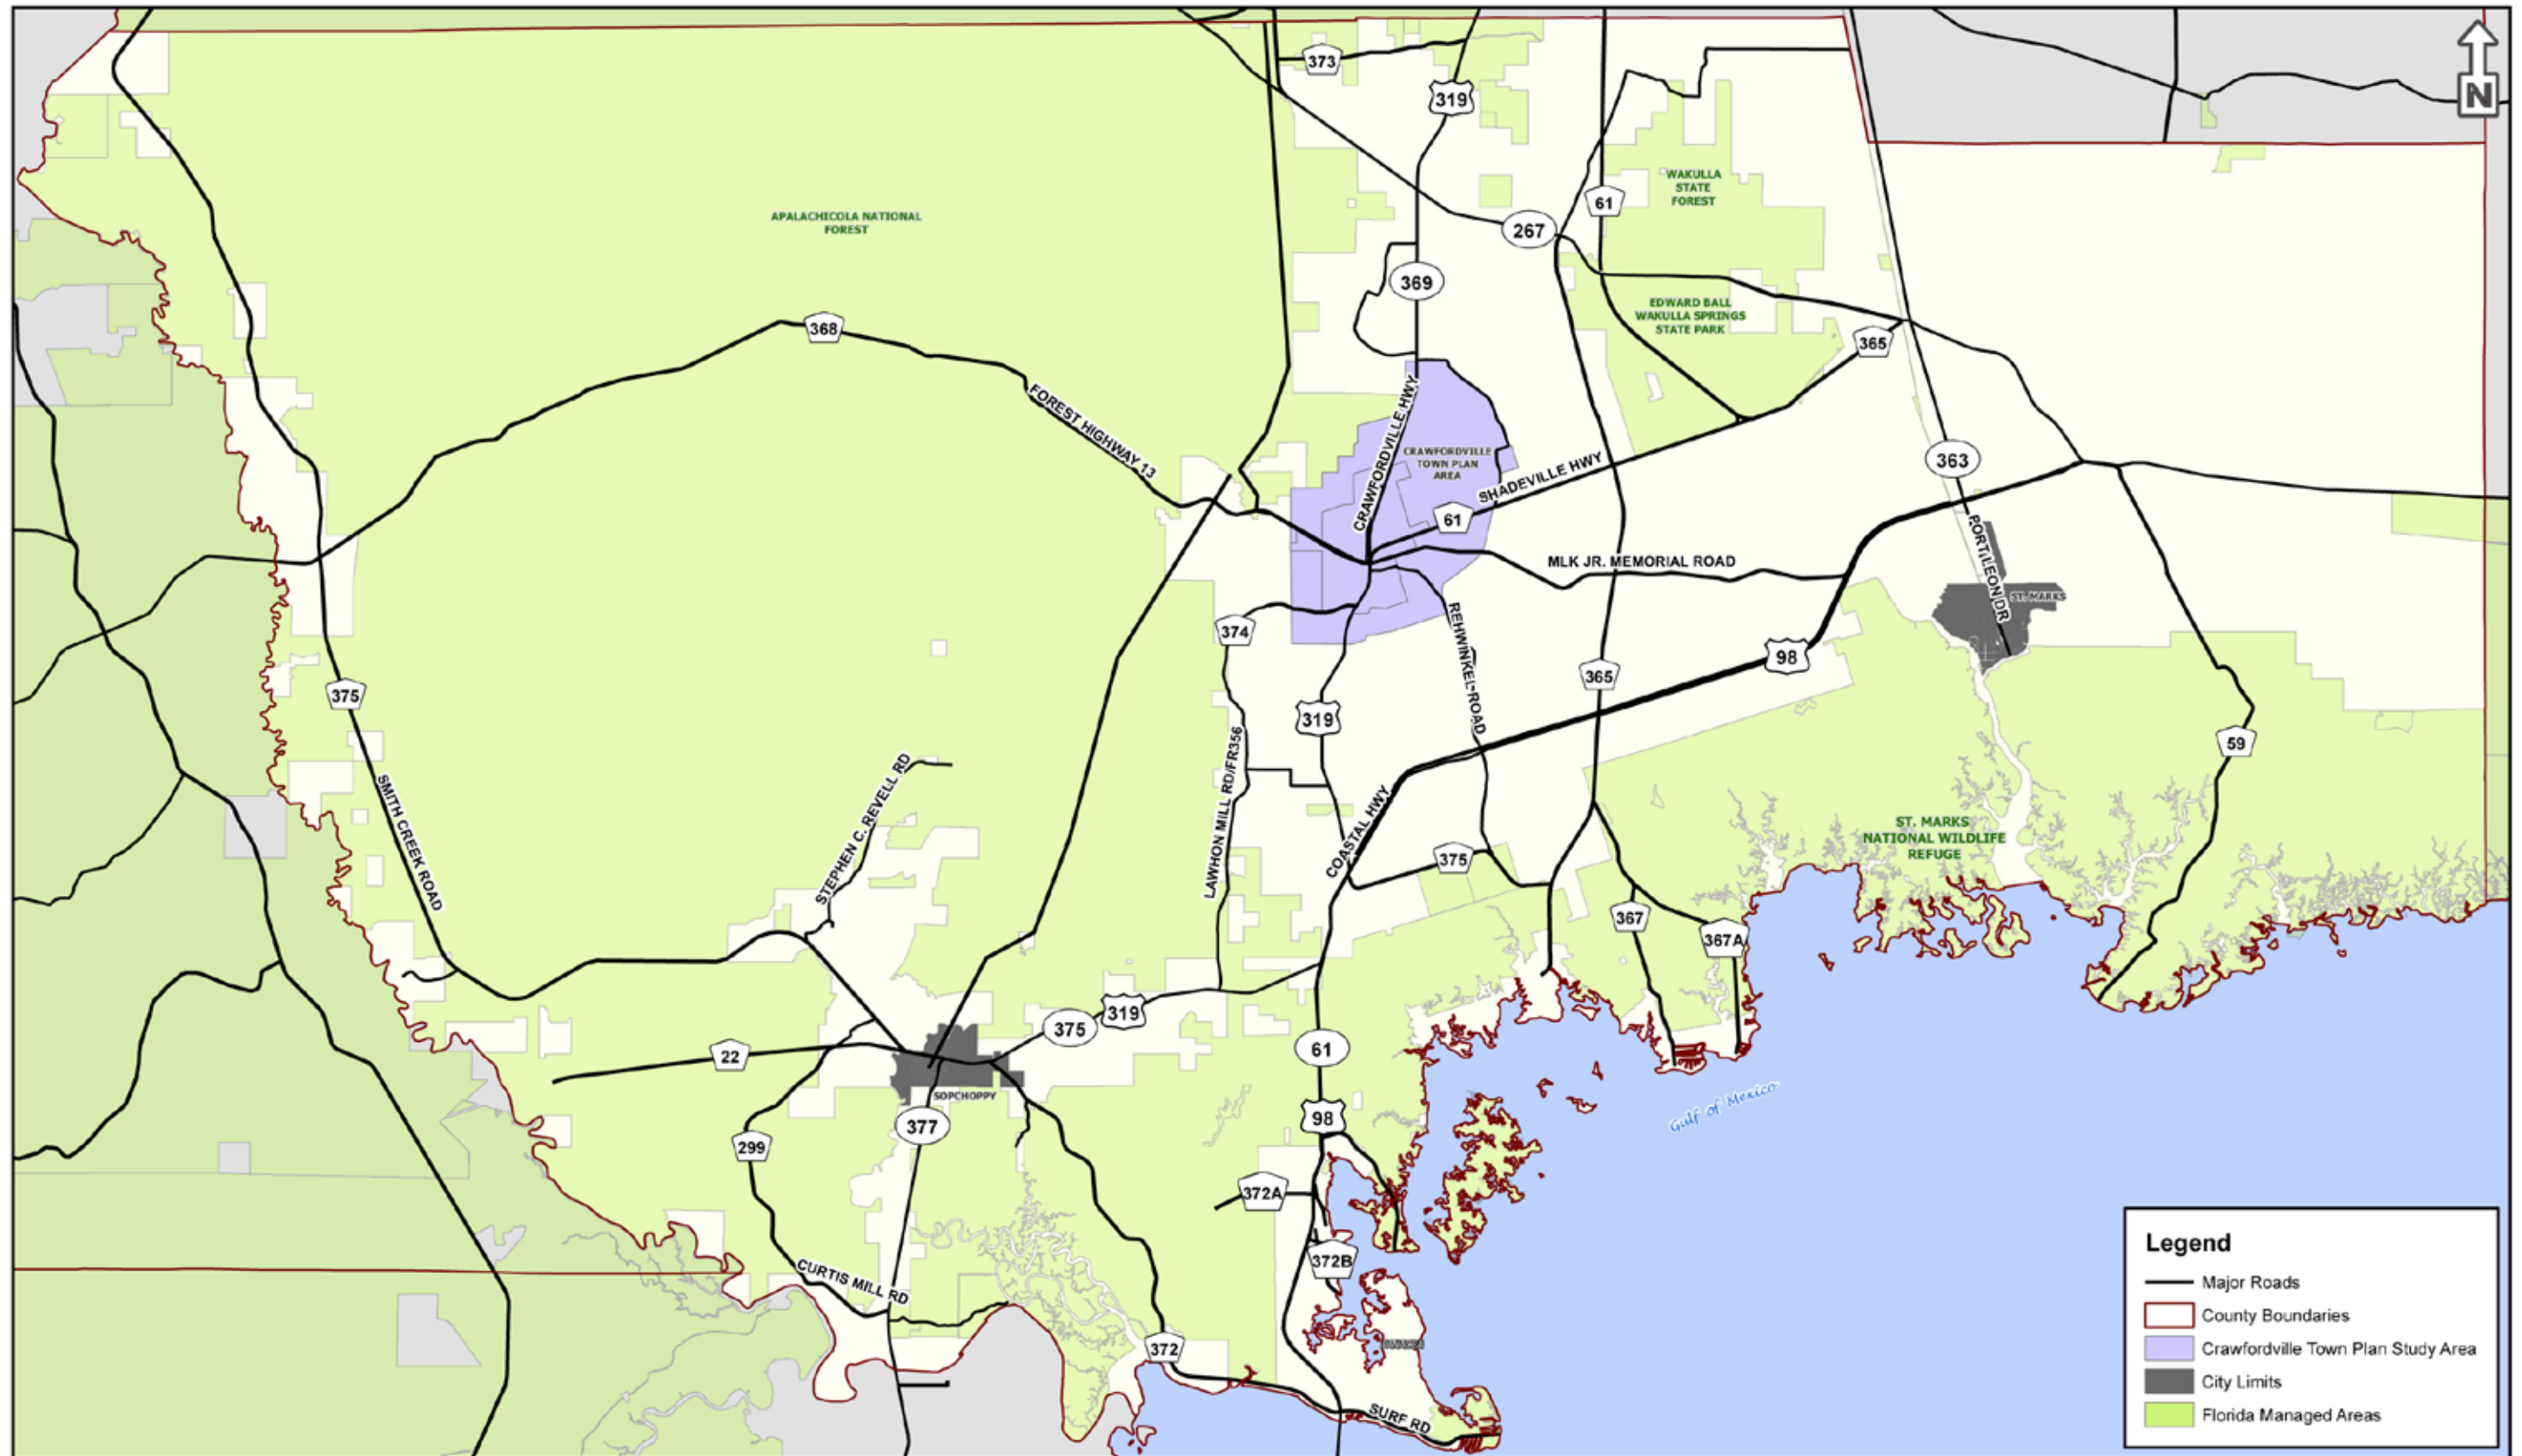 373
319
N
WAKULLA
STATE
FOREST
61
APALACHICOLA NATIONAL
FOREST
267
369
EDWARD BALL
WAKULLA SPRINGS
STATE PARK
368
365
FOREST HIGHWAY 13
CRAWFORDVILLE HWY
CRAWFORDVILLE
TOWN PLAN
AREA
363
SHADEVILLE HWY
61
PORT LEON DR
MLK JR. MEMORIAL ROAD
ST. MARKS
374
REHWINKEL ROAD
98
365
375
319
59
SMITH CREEK ROAD
STEPHEN C. REVELL RD
LAWHON MILL RD/FR356
COASTAL HWY
ST. MARKS
NATIONAL WILDLIFE
REFUGE
375
367
367A
319
375
61
22
SOPCHOPPY
Gulf of Mexico
98
377
299
372A
372B
CURTIS MILL RD
372
SURF RD
Legend
Major Roads
County Boundaries
Crawfordville Town Plan Study Area
City Limits
Florida Managed Areas